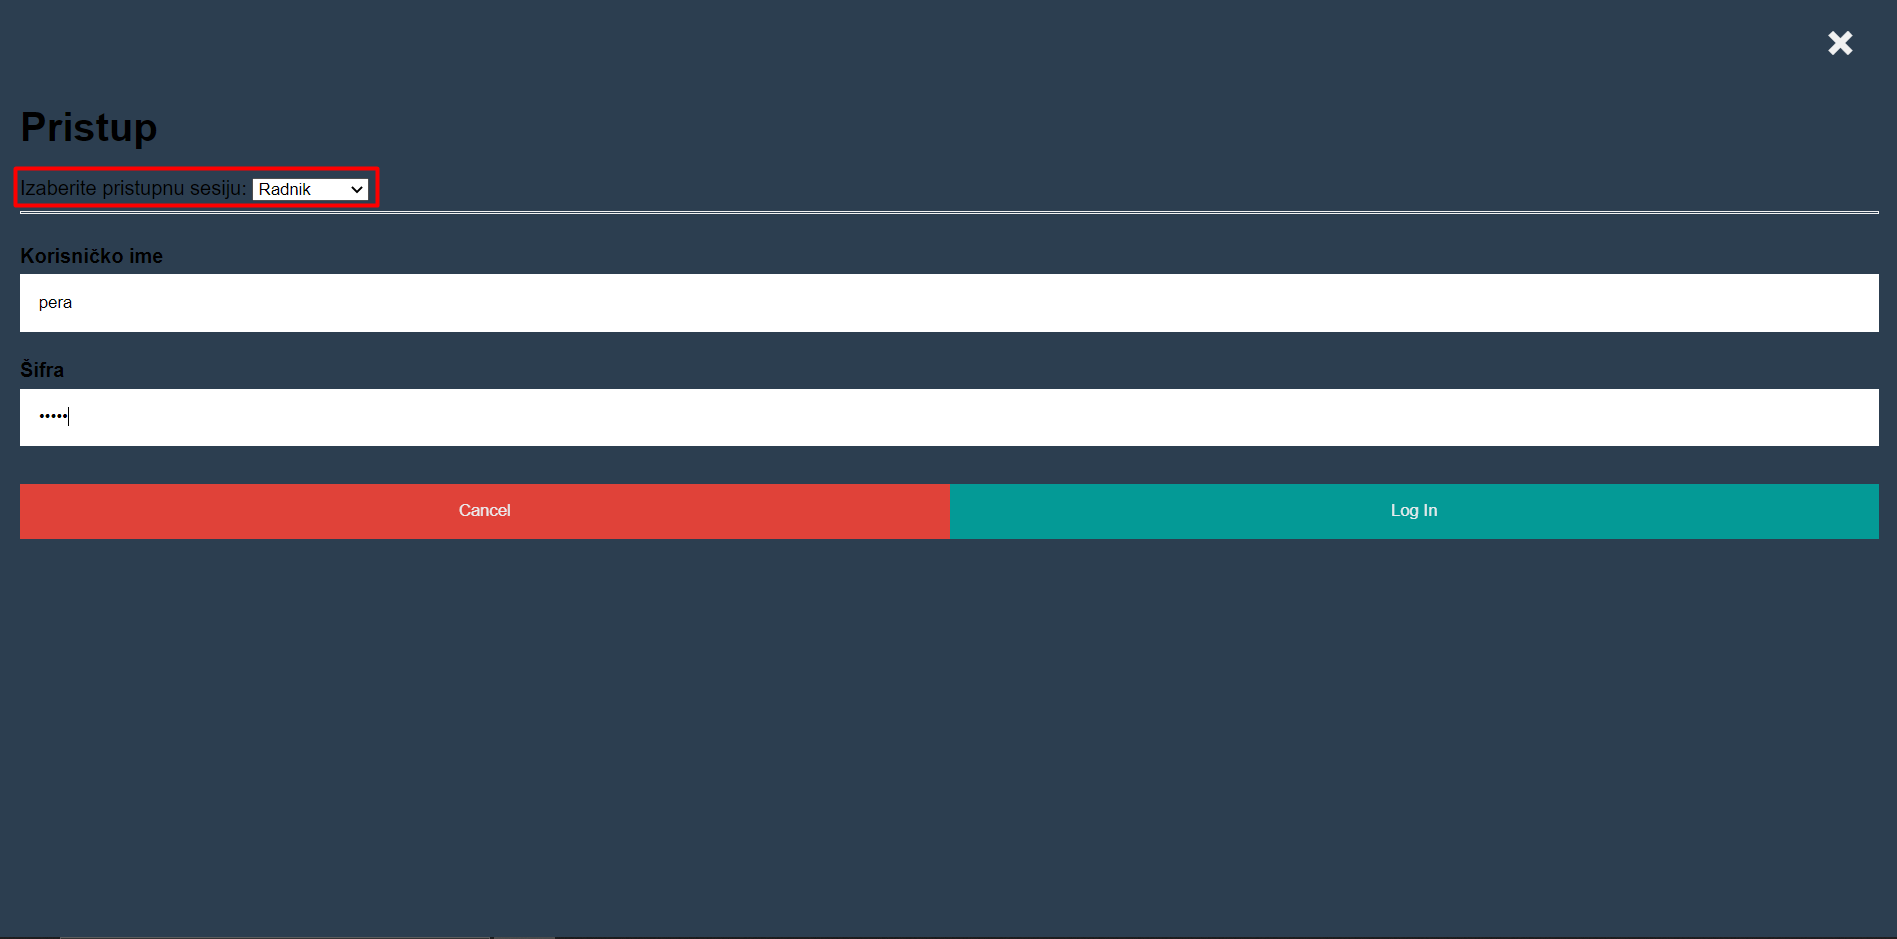 Pristup
Izaberite pristupnu sesiju: Radnik
Korisničko ime
pera
Šifra
•••••
Cancel Log In